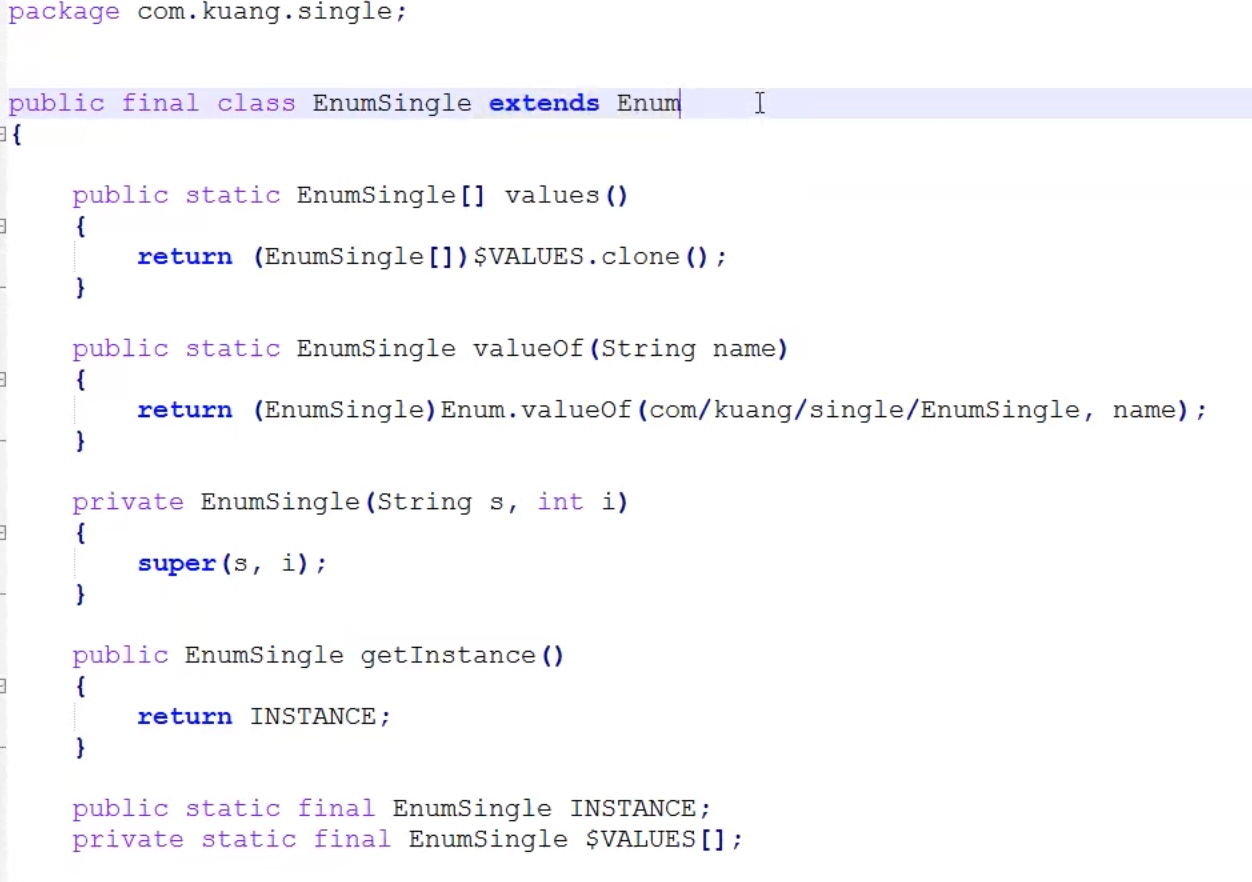 package com.kuang.single;
public final class EnumSingle extends Enum
{
public static EnumSingle[] values()
{
return (EnumSingle[])$VALUES.clone();
}
public static EnumSingle valueOf(String name)
{
return (EnumSingle)Enum.valueOf(com/kuang/single/EnumSingle, name);
}
private EnumSingle(String s, int i)
{
super(s, i);
}
public EnumSingle getInstance()
{
return INSTANCE;
}
public static final EnumSingle INSTANCE;
private static final EnumSingle $VALUES[];